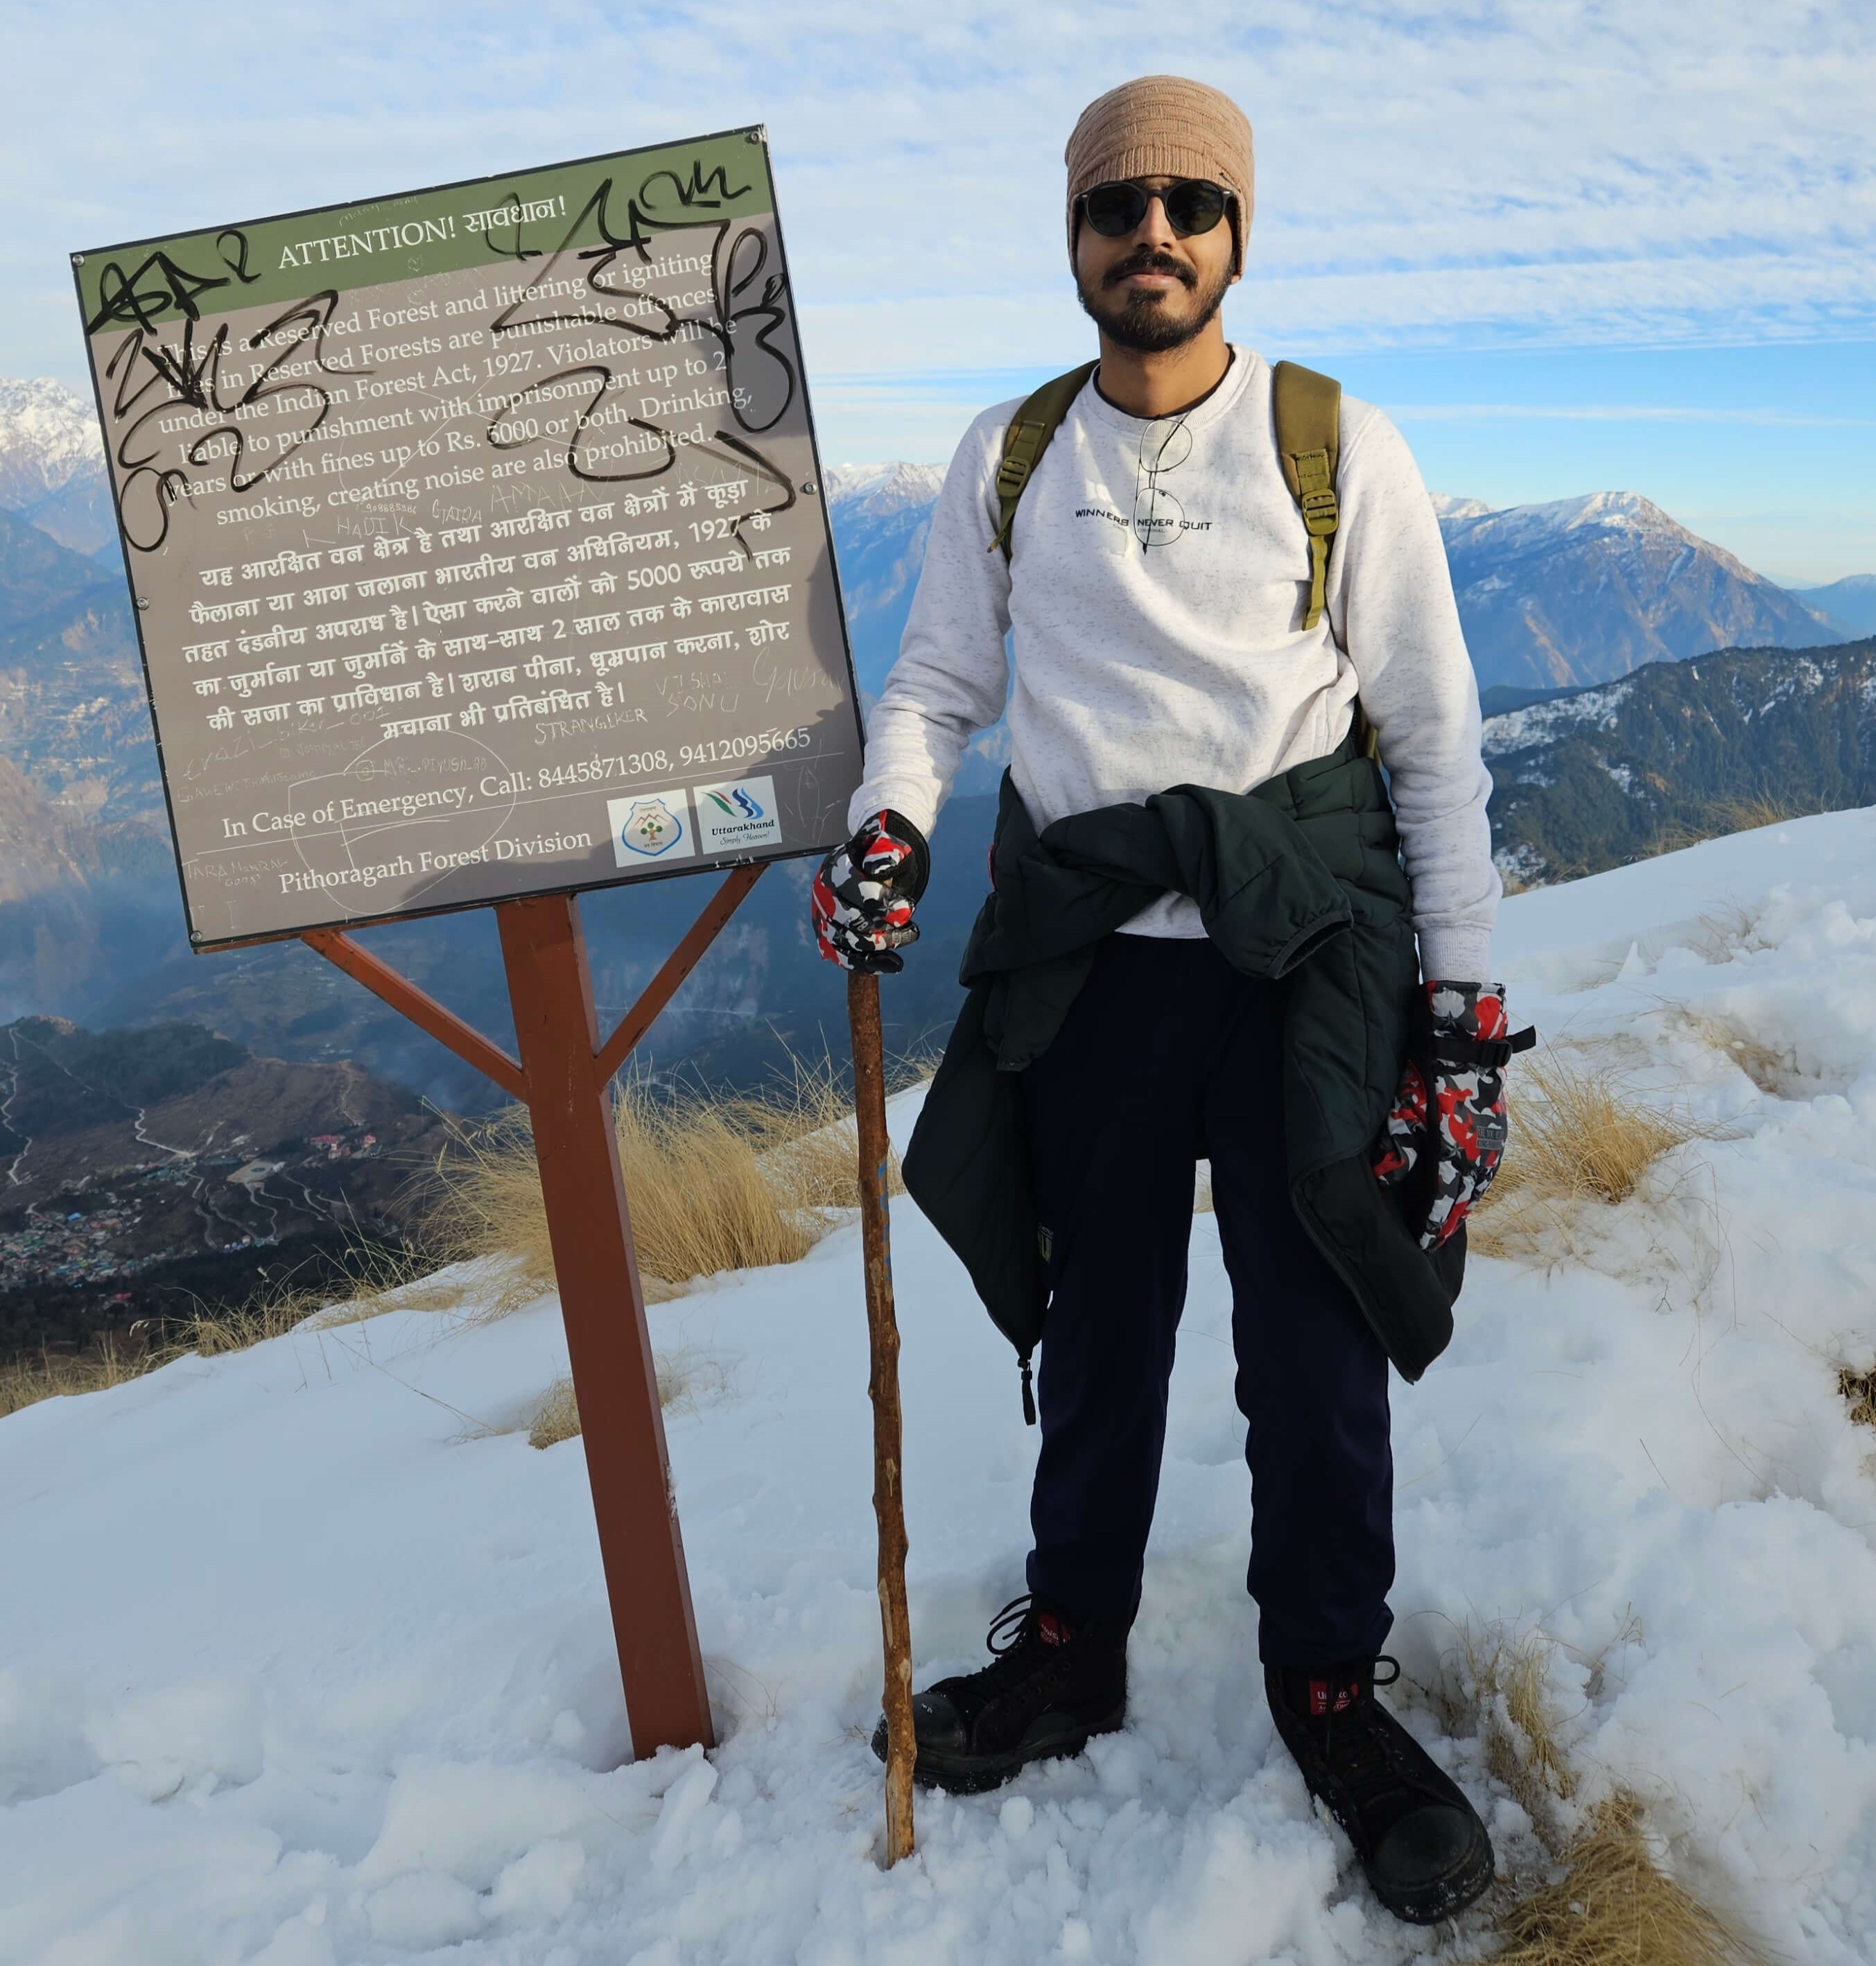 ATTENTION! सावधान!
This is a Reserved Forest and littering or igniting
fires in Reserved Forests are punishable offences
under the Indian Forest Act, 1927. Violators will be
liable to punishment with imprisonment up to 2
years or with fines up to Rs. 5000 or both. Drinking,
smoking, creating noise are also prohibited.
AMAN
HADIK
यह आरक्षित वन क्षेत्र है तथा आरक्षित वन क्षेत्रों में कूड़ा
फैलाना या आग जलाना भारतीय वन अधिनियम, 1927 के
तहत दंडनीय अपराध है। ऐसा करने वालों को 5000 रूपये तक
का जुर्माना या जुर्मानें के साथ-साथ 2 साल तक के कारावास
की सजा का प्राविधान है। शराब पीना, धूम्रपान करना, शोर
मचाना भी प्रतिबंधित है।
STRANGIKER
SONU
In Case of Emergency, Call: 8445871308, 9412095665
Pithoragarh Forest Division
Uttarakhand
Simply Heaven!
WINNERS NEVER QUIT